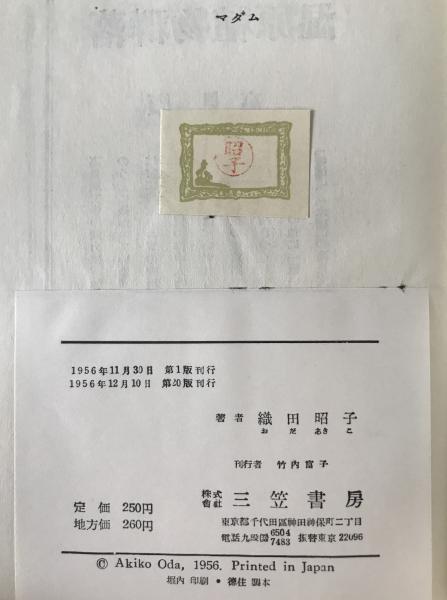 マダム
昭子
1956年11月30日 第1版刊行
1956年12月10日 第20版刊行
著者 織田昭子
おだあきこ
刊行者 竹内富子
株式會社 三笠書房
定価 250円
地方価 260円
東京都千代田區神田神保町二丁目
電話九段(33) 6504 7483 振替東京 22096
© Akiko Oda, 1956. Printed in Japan
堀内 印刷・徳住 製本